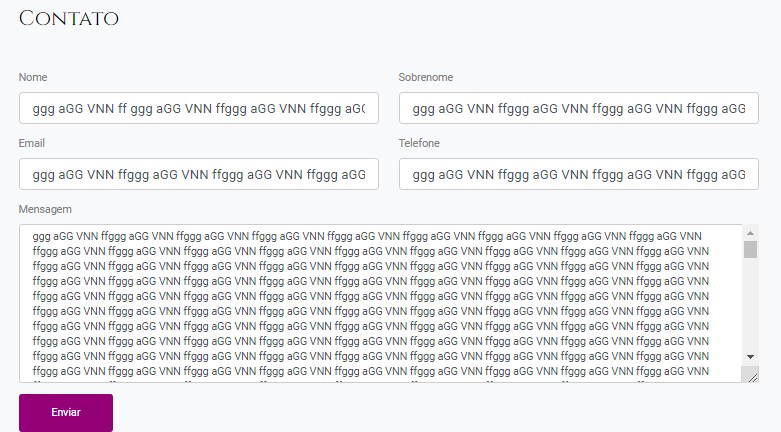 Contato
Nome
Sobrenome
ggg aGG VNN ff ggg aGG VNN ffggg aGG VNN ffggg aGG
ggg aGG VNN ffggg aGG VNN ffggg aGG VNN ffggg aGG
Email
Telefone
ggg aGG VNN ffggg aGG VNN ffggg aGG VNN ffggg aGG
ggg aGG VNN ffggg aGG VNN ffggg aGG VNN ffggg aGG
Mensagem
ggg aGG VNN ffggg aGG VNN ffggg aGG VNN ffggg aGG VNN ffggg aGG VNN ffggg aGG VNN ffggg aGG VNN ffggg aGG VNN ffggg aGG VNN
ffggg aGG VNN ffggg aGG VNN ffggg aGG VNN ffggg aGG VNN ffggg aGG VNN ffggg aGG VNN ffggg aGG VNN ffggg aGG VNN ffggg aGG VNN
ffggg aGG VNN ffggg aGG VNN ffggg aGG VNN ffggg aGG VNN ffggg aGG VNN ffggg aGG VNN ffggg aGG VNN ffggg aGG VNN ffggg aGG VNN
ffggg aGG VNN ffggg aGG VNN ffggg aGG VNN ffggg aGG VNN ffggg aGG VNN ffggg aGG VNN ffggg aGG VNN ffggg aGG VNN ffggg aGG VNN
ffggg aGG VNN ffggg aGG VNN ffggg aGG VNN ffggg aGG VNN ffggg aGG VNN ffggg aGG VNN ffggg aGG VNN ffggg aGG VNN ffggg aGG VNN
ffggg aGG VNN ffggg aGG VNN ffggg aGG VNN ffggg aGG VNN ffggg aGG VNN ffggg aGG VNN ffggg aGG VNN ffggg aGG VNN ffggg aGG VNN
ffggg aGG VNN ffggg aGG VNN ffggg aGG VNN ffggg aGG VNN ffggg aGG VNN ffggg aGG VNN ffggg aGG VNN ffggg aGG VNN ffggg aGG VNN
ffggg aGG VNN ffggg aGG VNN ffggg aGG VNN ffggg aGG VNN ffggg aGG VNN ffggg aGG VNN ffggg aGG VNN ffggg aGG VNN ffggg aGG VNN
ffggg aGG VNN ffggg aGG VNN ffggg aGG VNN ffggg aGG VNN ffggg aGG VNN ffggg aGG VNN ffggg aGG VNN ffggg aGG VNN ffggg aGG VNN
ffggg aGG VNN ffggg aGG VNN ffggg aGG VNN ffggg aGG VNN ffggg aGG VNN ffggg aGG VNN ffggg aGG VNN ffggg aGG VNN ffggg aGG VNN
Enviar